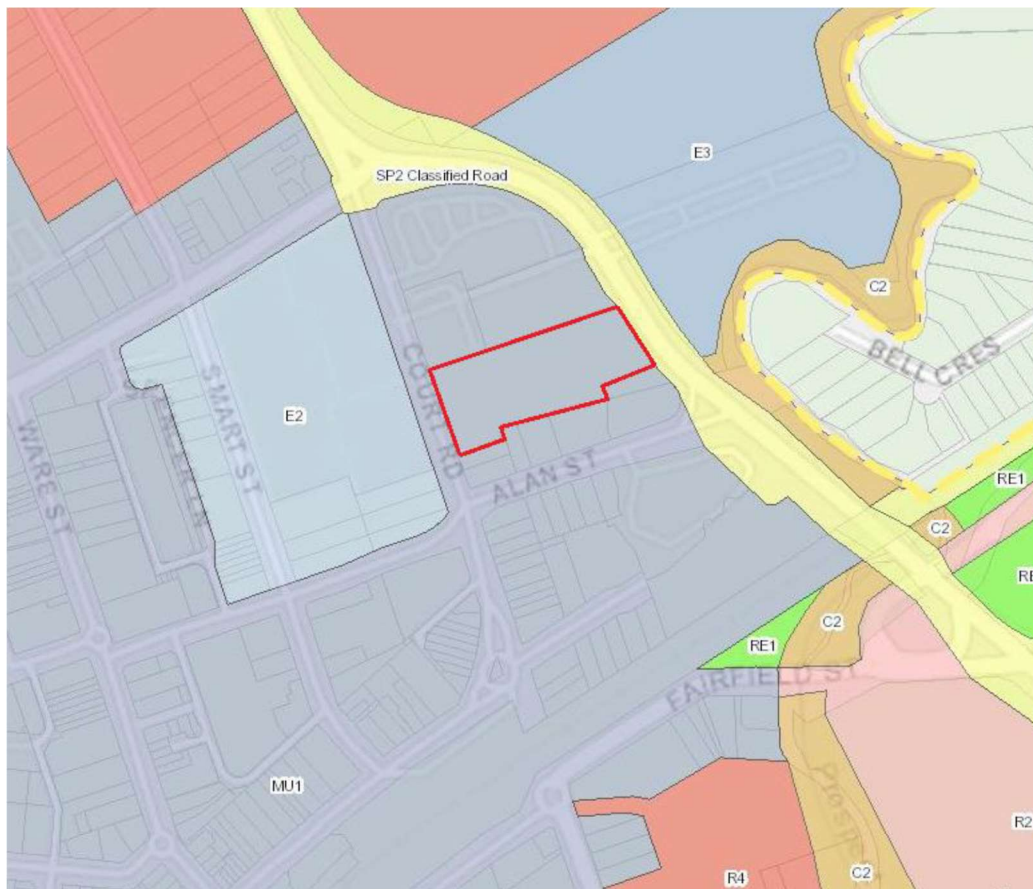 SP2 Classified Road
E3
C2
BELL CRES
COURT RD
E2
SMART ST
WARE ST
ALAN ST
RE1
C2
C2
RE1
FAIRFIELD ST
MU1
R2
R4
C2